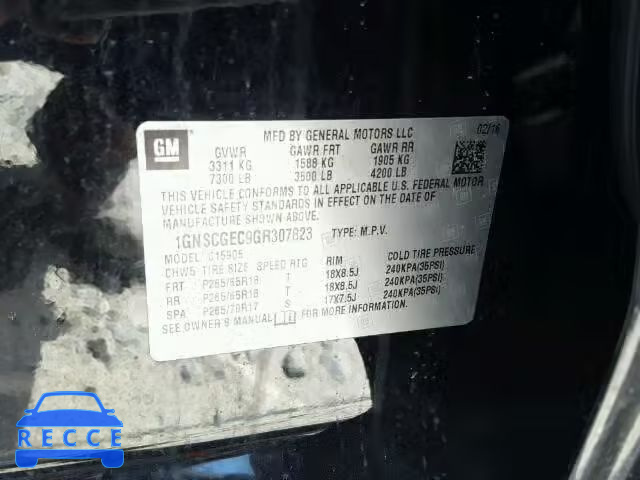 GM
MFD BY GENERAL MOTORS LLC
02/16
GVWR GAWR FRT GAWR RR
3311 KG 1588 KG 1905 KG
7300 LB 3500 LB 4200 LB
THIS VEHICLE CONFORMS TO ALL APPLICABLE U.S. FEDERAL MOTOR
VEHICLE SAFETY STANDARDS IN EFFECT ON THE DATE OF
MANUFACTURE SHOWN ABOVE.
1GNSCGEC9GR307623 TYPE: M.P.V.
MODEL: C15905
CHWS TIRE SIZE SPEED RTG RIM COLD TIRE PRESSURE
FRT P265/65R18 T 18X8.5J 240KPA(35PSI)
RR P265/65R18 T 18X8.5J 240KPA(35PSI)
SPA P265/70R17 S 17X7.5J 240KPA(35PSI)
SEE OWNER'S MANUAL FOR MORE INFORMATION.
RECCE